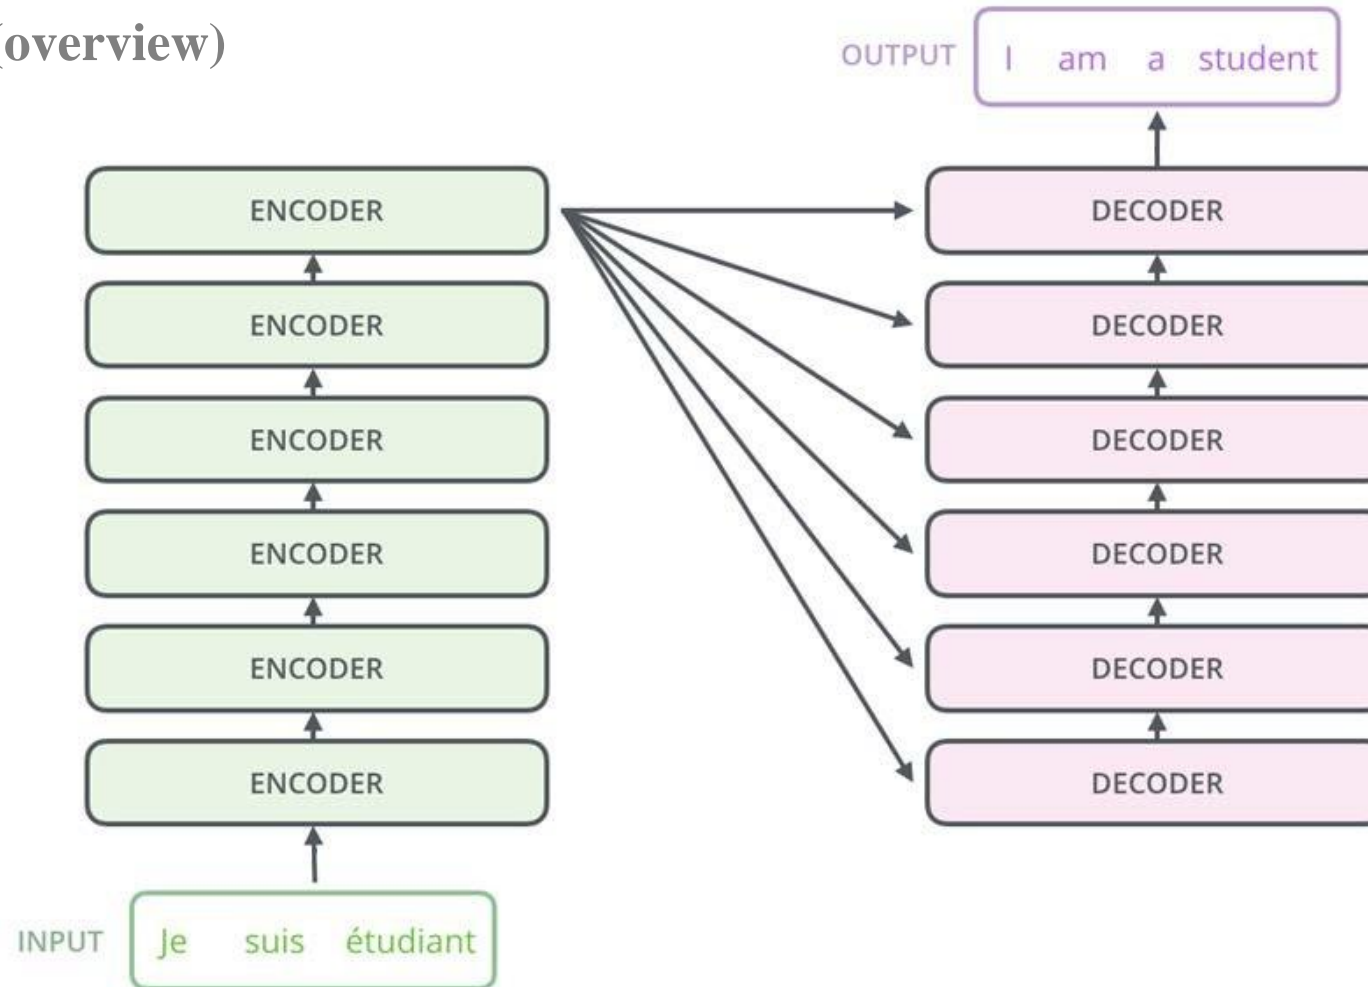 (overview)
OUTPUT I am a student
ENCODER DECODER
ENCODER DECODER
ENCODER DECODER
ENCODER DECODER
ENCODER DECODER
ENCODER DECODER
INPUT Je suis étudiant